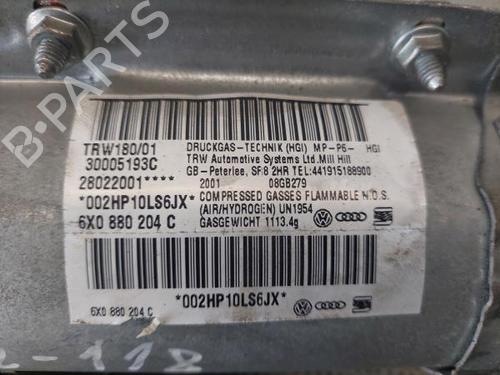 B-PARTS
TRW180/01
30005193C
28022001****
*002HP10LS6JX*
6X0 880 204 C
DRUCKGAS-TECHNIK (HGI) MP-P6- HGI
TRW Automotive Systems Ltd. Mill Hill
GB-Peterlee, SF8 2HR TEL:441915188900
2001 08GB279
COMPRESSED GASSES FLAMMABLE N.O.S.
(AIR/HYDROGEN) UN1954
GASGEWICHT 1113.4g
*002HP10LS6JX*
6X0 880 204 C